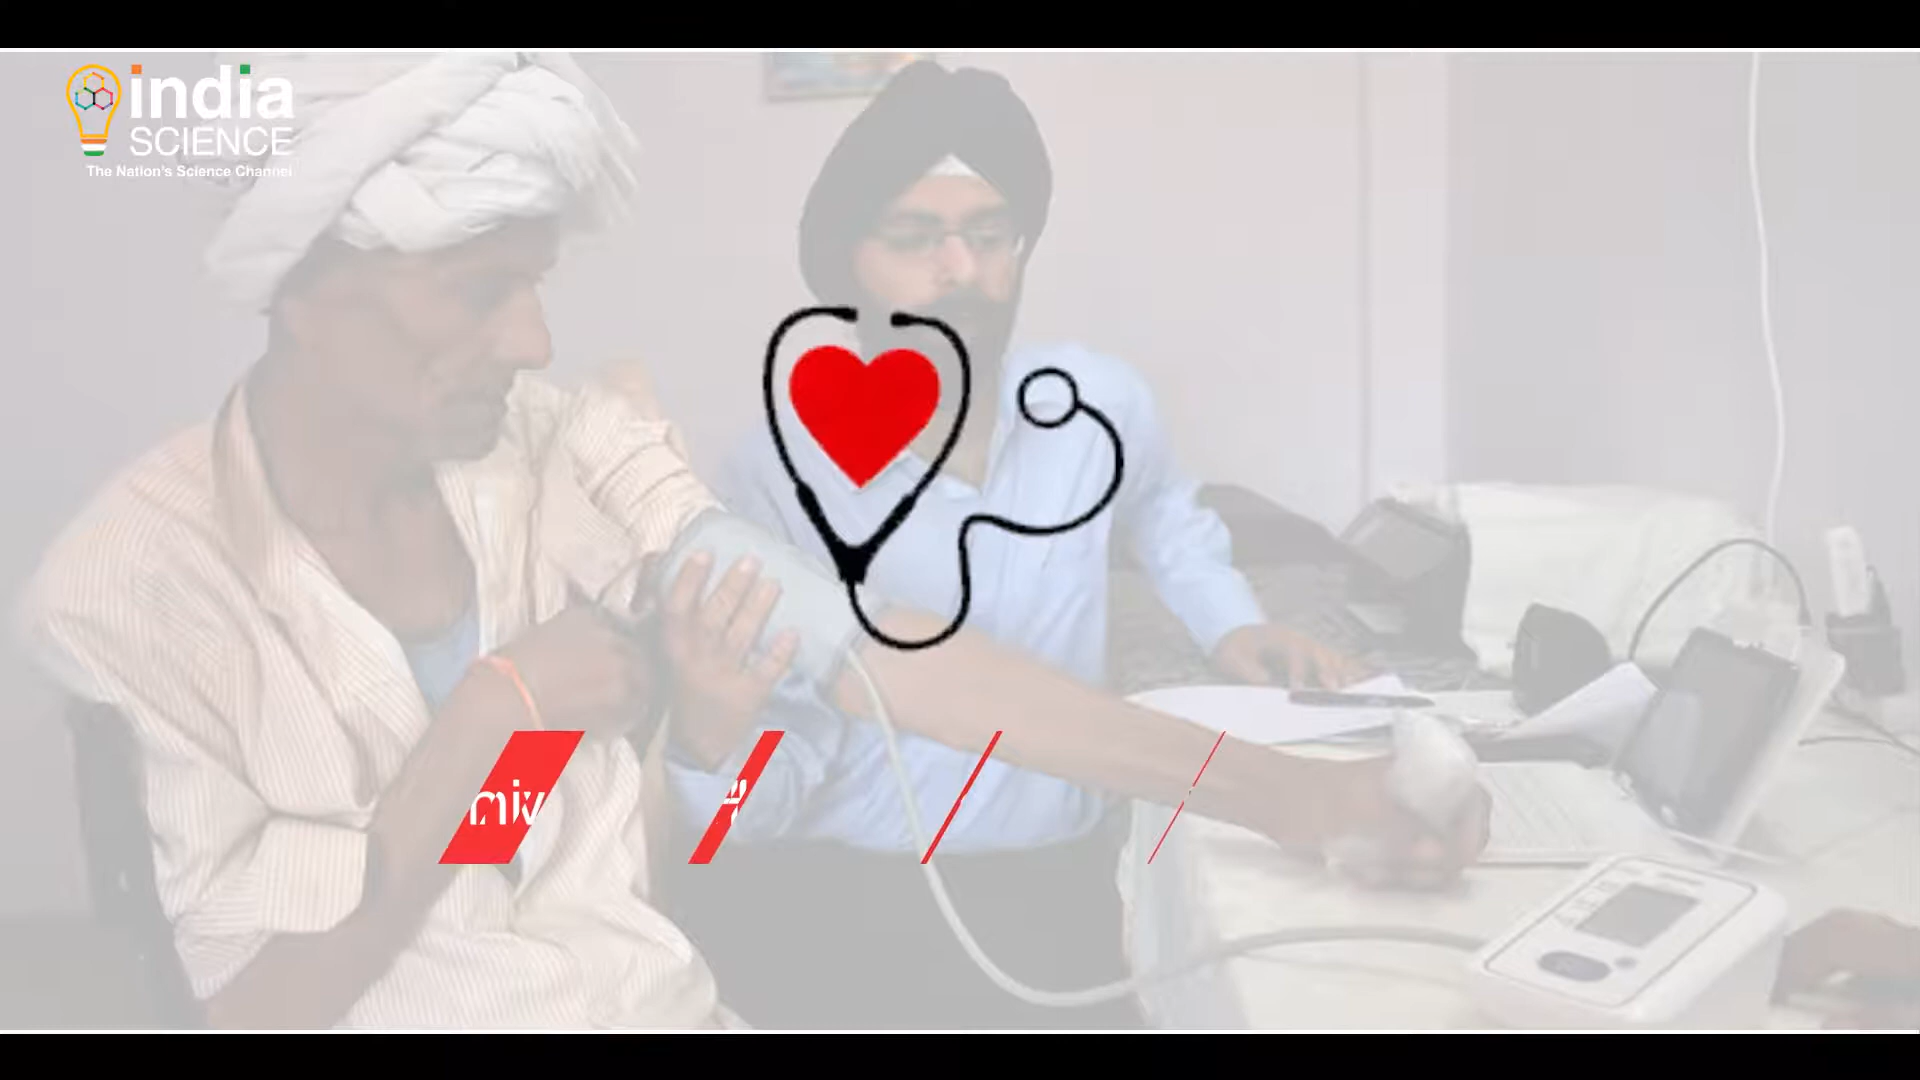 india
SCIENCE
The Nation's Science Channel